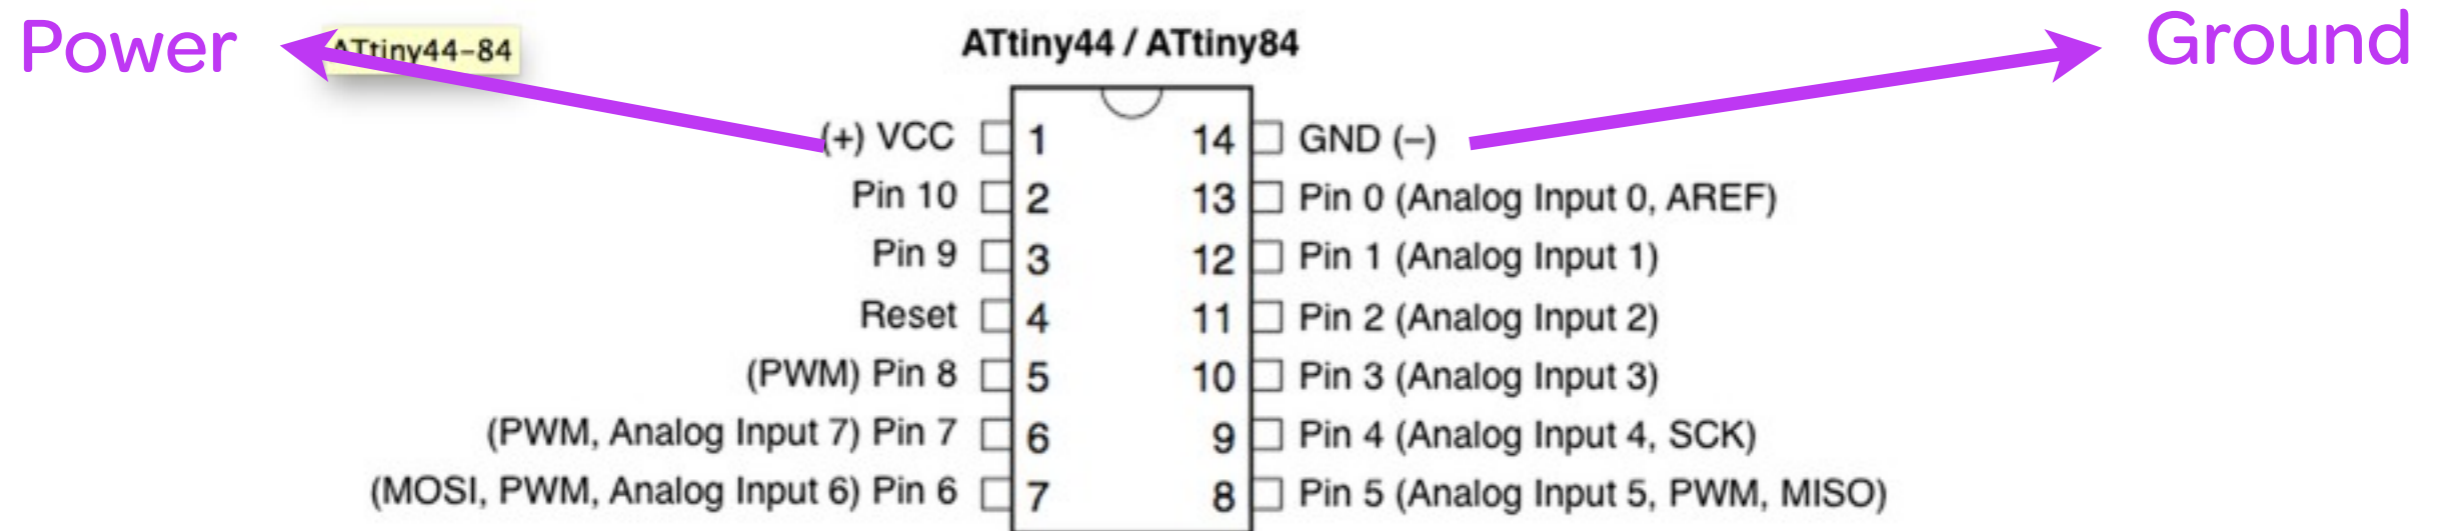 Power
ATtiny44-84
ATtiny44 / ATtiny84
Ground
(+) VCC 1 14 GND (–)
Pin 10 2 13 Pin 0 (Analog Input 0, AREF)
Pin 9 3 12 Pin 1 (Analog Input 1)
Reset 4 11 Pin 2 (Analog Input 2)
(PWM) Pin 8 5 10 Pin 3 (Analog Input 3)
(PWM, Analog Input 7) Pin 7 6 9 Pin 4 (Analog Input 4, SCK)
(MOSI, PWM, Analog Input 6) Pin 6 7 8 Pin 5 (Analog Input 5, PWM, MISO)